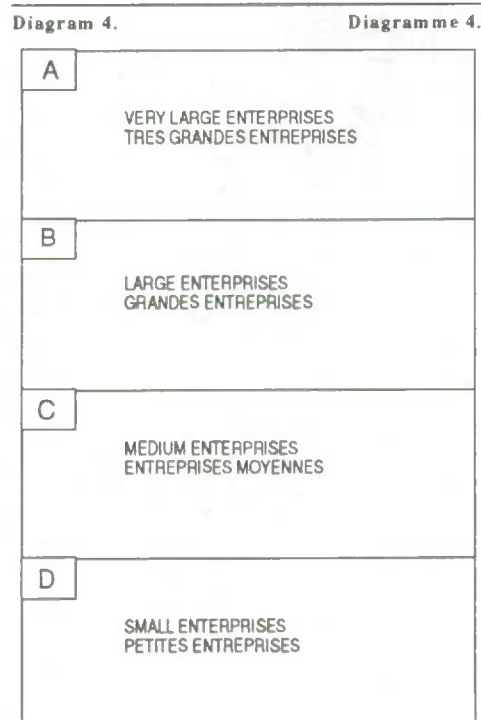 Diagram 4. Diagramme 4.
A
VERY LARGE ENTERPRISES
TRES GRANDES ENTREPRISES
B
LARGE ENTERPRISES
GRANDES ENTREPRISES
C
MEDIUM ENTERPRISES
ENTREPRISES MOYENNES
D
SMALL ENTERPRISES
PETITES ENTREPRISES